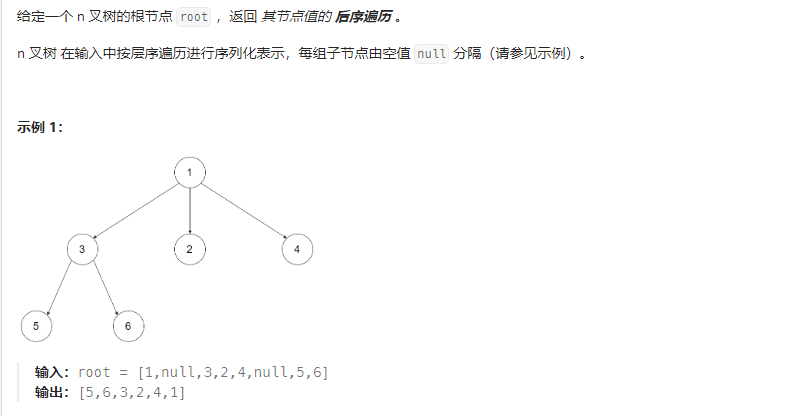 给定一个 n 叉树的根节点 root ，返回 其节点值的 后序遍历 。
n 叉树 在输入中按层序遍历进行序列化表示，每组子节点由空值 null 分隔（请参见示例）。
示例 1：
1
3
2
4
5
6
输入：root = [1,null,3,2,4,null,5,6]
输出：[5,6,3,2,4,1]